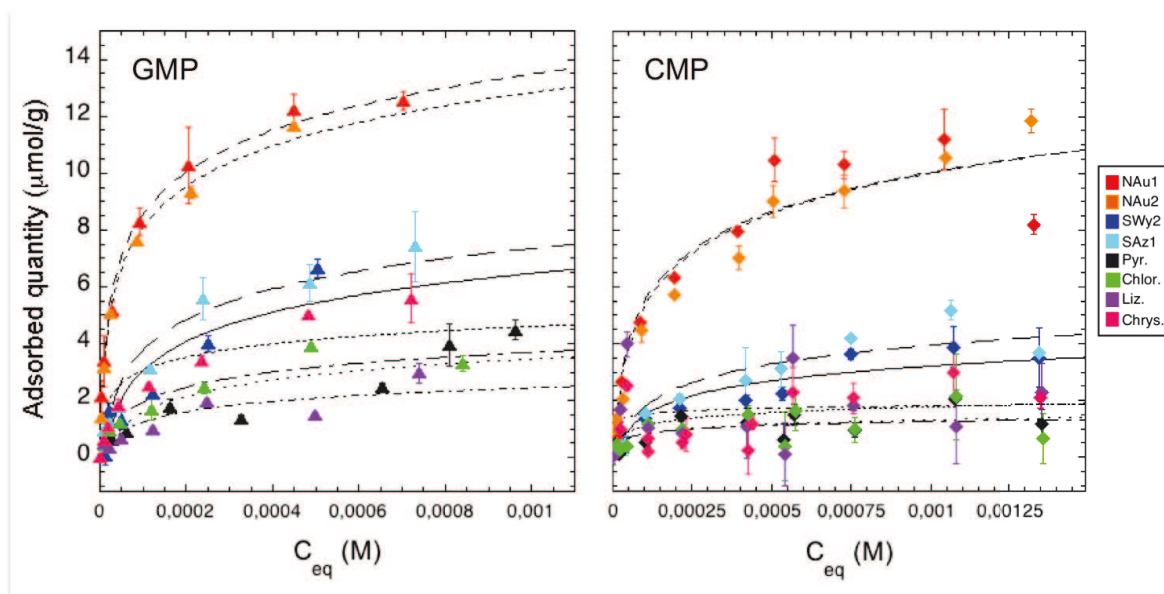 GMP
CMP
Adsorbed quantity (μmol/g)
14
12
10
8
6
4
2
0
0 0,0002 0,0004 0,0006 0,0008 0,001
0 0,00025 0,0005 0,00075 0,001 0,00125
Ceq (M)
Ceq (M)
NAu1
NAu2
SWy2
SAz1
Pyr.
Chlor.
Liz.
Chrys.